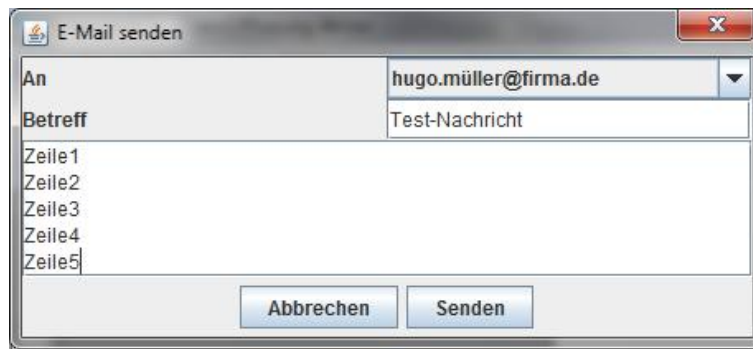 E-Mail senden
An hugo.müller@firma.de
Betreff Test-Nachricht
Zeile1
Zeile2
Zeile3
Zeile4
Zeile5
Abbrechen Senden